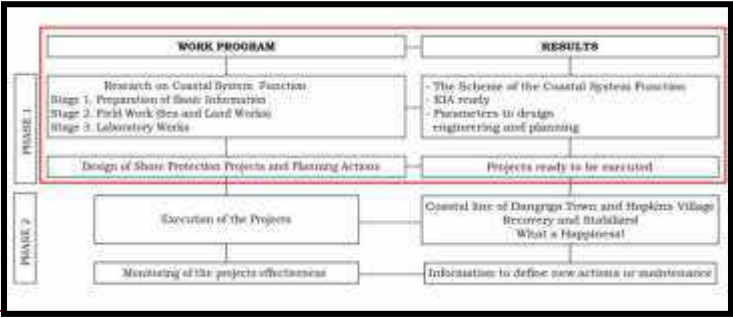 WORK PROGRAM
RESULTS
PHASE 1
Research on Coastal System Function
Stage 1. Preparation of Basic Information
Stage 2. Field Work (Sea and Land Works)
Stage 3. Laboratory Works
- The Scheme of the Coastal System Function
- EIA ready
- Parameters to design
engineering and planning
Design of Shore Protection Projects and Planning Actions
Projects ready to be executed
PHASE 2
Execution of the Projects
Coastal line of Dangriga Town and Hopkins Village
Recovery and Stabilized
What a Happiness!
Monitoring of the projects effectiveness
Information to define new actions or maintenance